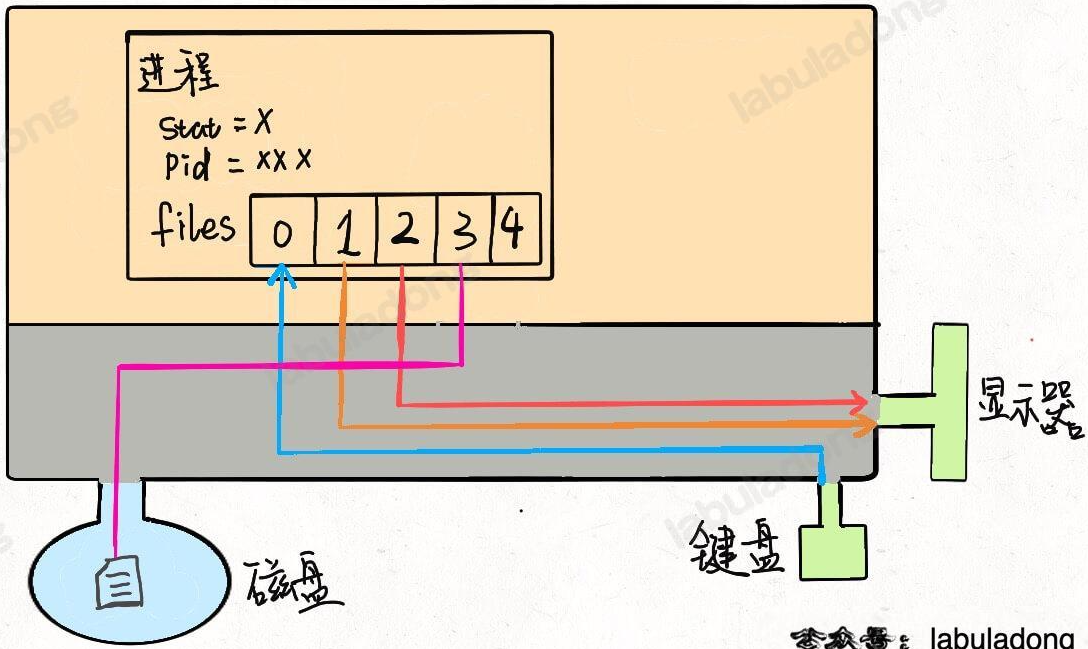 进程
Stat = X
Pid = XXX
files 0 1 2 3 4
显示器
键盘
磁盘
公众号：labuladong
labuladong
labuladong
labuladong
labuladong